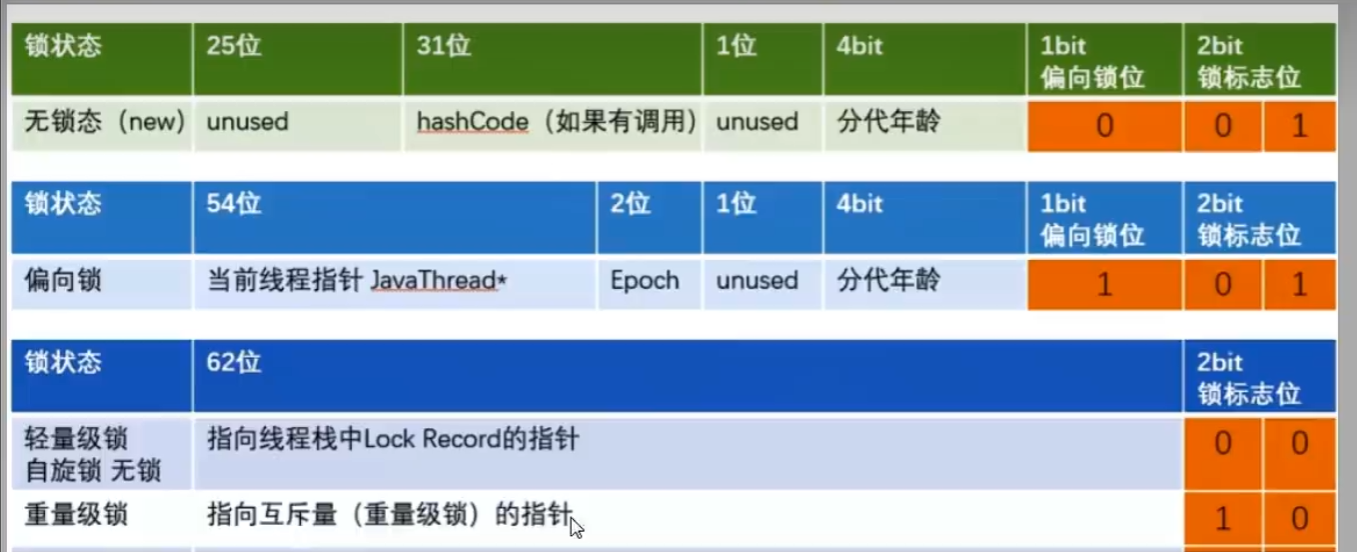 锁状态 25位 31位 1位 4bit 1bit 2bit
偏向锁位 锁标志位
无锁态（new） unused hashCode（如果有调用） unused 分代年龄 0 0 1
锁状态 54位 2位 1位 4bit 1bit 2bit
偏向锁位 锁标志位
偏向锁 当前线程指针 JavaThread* Epoch unused 分代年龄 1 0 1
锁状态 62位 2bit
锁标志位
轻量级锁 指向线程栈中Lock Record的指针 0 0
自旋锁 无锁
重量级锁 指向互斥量（重量级锁）的指针 1 0